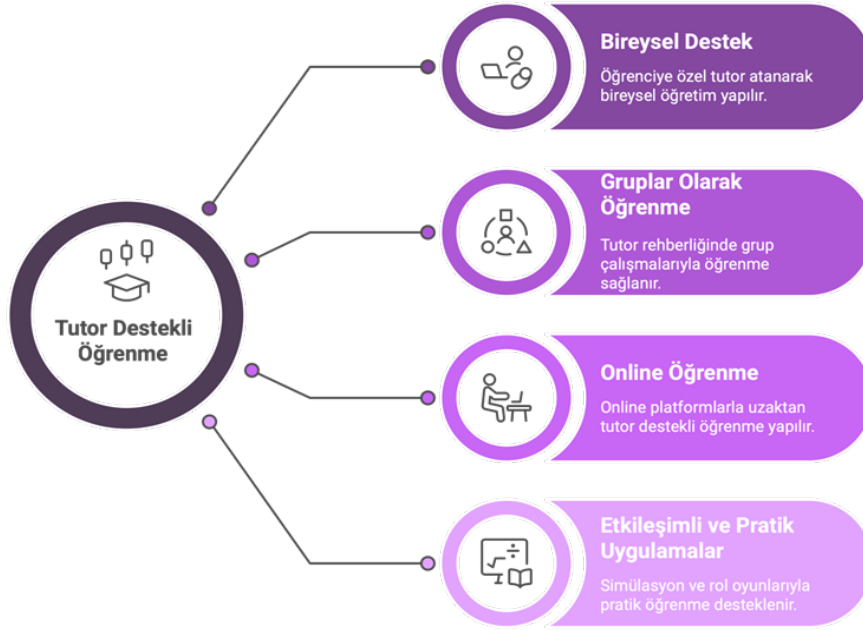 Tutor Destekli
Öğrenme
Bireysel Destek
Öğrenciye özel tutor atanarak
bireysel öğretim yapılır.
Gruplar Olarak
Öğrenme
Tutor rehberliğinde grup
çalışmalarıyla öğrenme
sağlanır.
Online Öğrenme
Online platformlarla uzaktan
tutor destekli öğrenme yapılır.
Etkileşimli ve Pratik
Uygulamalar
Simülasyon ve rol oyunlarıyla
pratik öğrenme desteklenir.